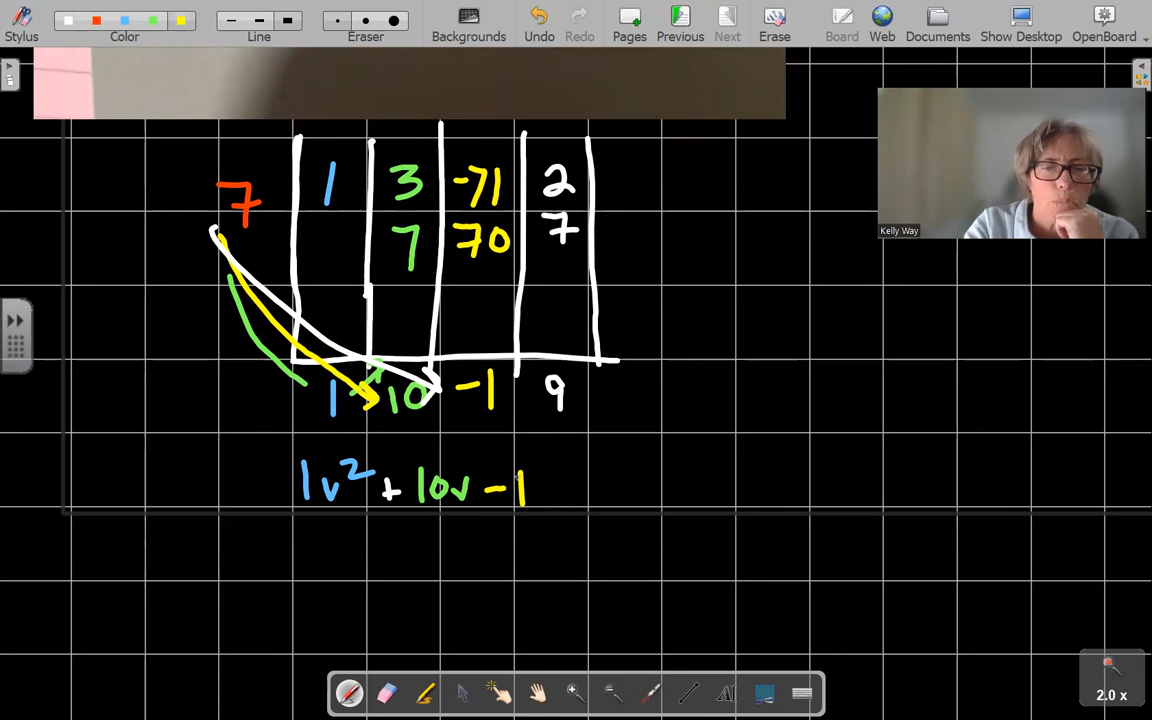 Stylus
Color
Line
Eraser
Backgrounds
Undo
Redo
Pages
Previous
Next
Erase
Board
Web
Documents
Show Desktop
OpenBoard
Kelly Way
7 1 3 -71 2
7 70 7
1 10 -1 9
1v² + 10v - 1
2.0 x